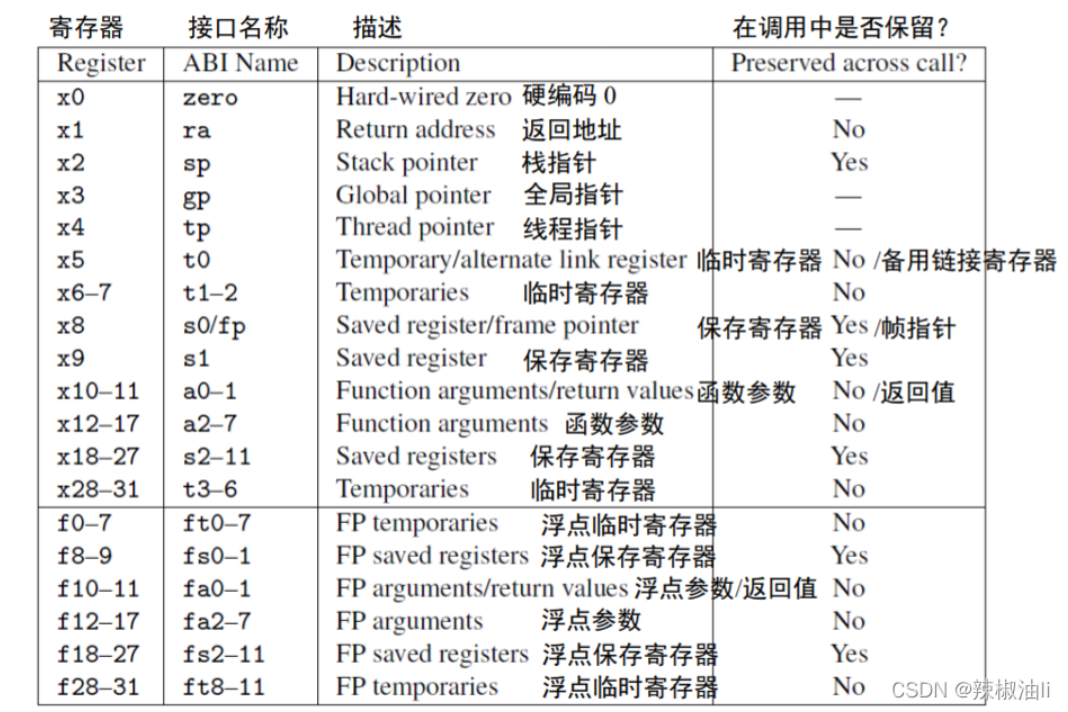 寄存器 接口名称 描述 在调用中是否保留？
Register ABI Name Description Preserved across call?
x0 zero Hard-wired zero 硬编码 0 —
x1 ra Return address 返回地址 No
x2 sp Stack pointer 栈指针 Yes
x3 gp Global pointer 全局指针 —
x4 tp Thread pointer 线程指针 —
x5 t0 Temporary/alternate link register 临时寄存器 No /备用链接寄存器
x6–7 t1–2 Temporaries 临时寄存器 No
x8 s0/fp Saved register/frame pointer 保存寄存器 Yes /帧指针
x9 s1 Saved register 保存寄存器 Yes
x10–11 a0–1 Function arguments/return values 函数参数 No /返回值
x12–17 a2–7 Function arguments 函数参数 No
x18–27 s2–11 Saved registers 保存寄存器 Yes
x28–31 t3–6 Temporaries 临时寄存器 No
f0–7 ft0–7 FP temporaries 浮点临时寄存器 No
f8–9 fs0–1 FP saved registers 浮点保存寄存器 Yes
f10–11 fa0–1 FP arguments/return values 浮点参数/返回值 No
f12–17 fa2–7 FP arguments 浮点参数 No
f18–27 fs2–11 FP saved registers 浮点保存寄存器 Yes
f28–31 ft8–11 FP temporaries 浮点临时寄存器 No
CSDN @辣椒油li